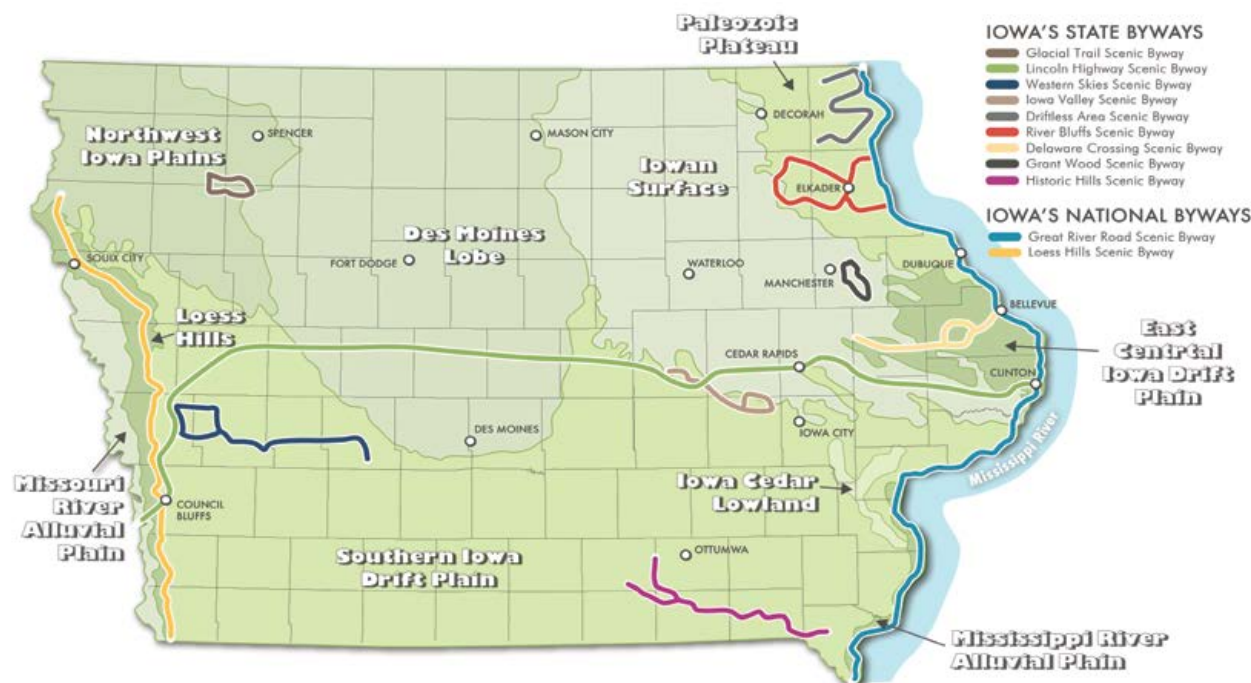 Paleozoic
Plateau
IOWA'S STATE BYWAYS
Glacial Trail Scenic Byway
Lincoln Highway Scenic Byway
Western Skies Scenic Byway
Iowa Valley Scenic Byway
Driftless Area Scenic Byway
River Bluffs Scenic Byway
Delaware Crossing Scenic Byway
Grant Wood Scenic Byway
Historic Hills Scenic Byway
IOWA'S NATIONAL BYWAYS
Great River Road Scenic Byway
Loess Hills Scenic Byway
DECORAH
SPENCER
MASON CITY
Northwest
Iowa Plains
Iowan
Surface
ELKADER
Des Moines
Lobe
SOUIX CITY
FORT DODGE
WATERLOO
MANCHESTER
DUBUQUE
BELLEVUE
Loess
Hills
East
Centrtal
Iowa Drift
Plain
CEDAR RAPIDS
CLINTON
DES MOINES
IOWA CITY
Mississippi River
Missouri
River
Alluvial
Plain
COUNCIL
BLUFFS
Iowa Cedar
Lowland
Southern Iowa
Drift Plain
OTTUMWA
Mississippi River
Alluvial Plain